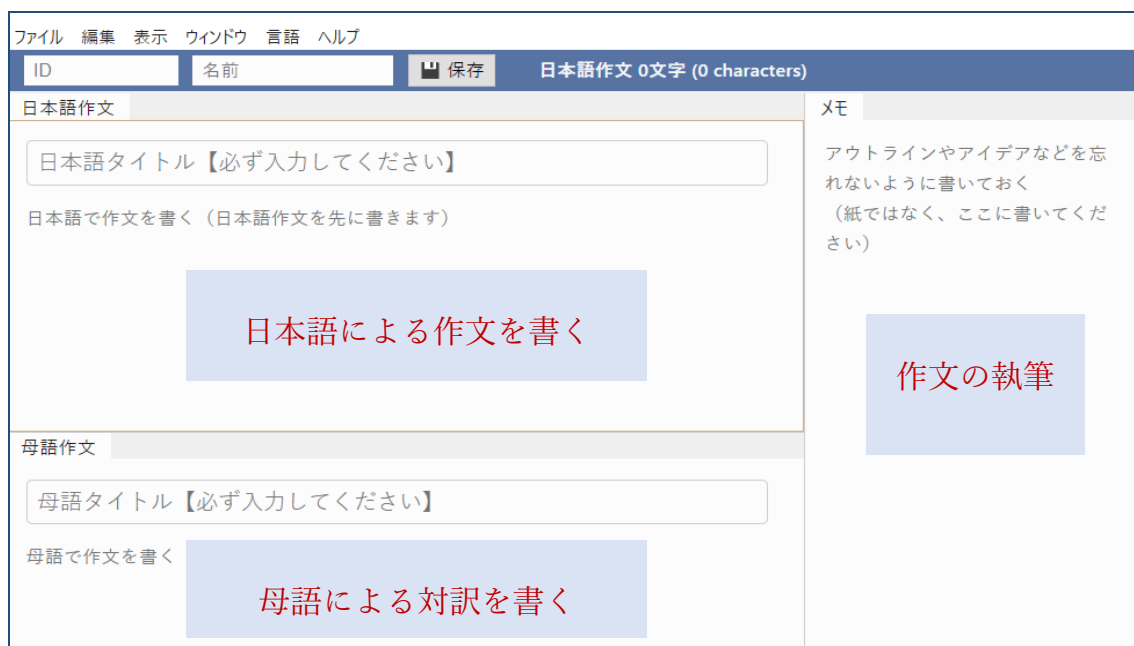 ファイル 編集 表示 ウィンドウ 言語 ヘルプ
ID 名前 保存 日本語作文 0文字 (0 characters)
日本語作文
日本語タイトル【必ず入力してください】
日本語で作文を書く（日本語作文を先に書きます）
日本語による作文を書く
母語作文
母語タイトル【必ず入力してください】
母語で作文を書く
母語による対訳を書く
メモ
アウトラインやアイデアなどを忘
れないように書いておく
（紙ではなく、ここに書いてくだ
さい）
作文の執筆